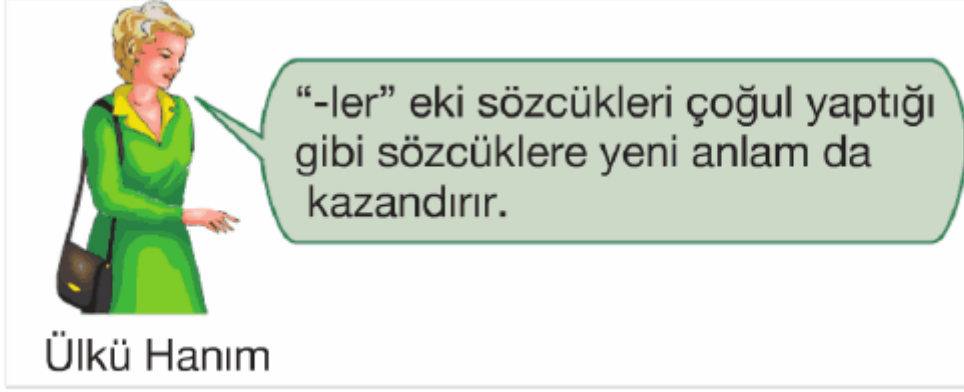 “-ler” eki sözcükleri çoğul yaptığı
gibi sözcüklere yeni anlam da
kazandırır.
Ülkü Hanım